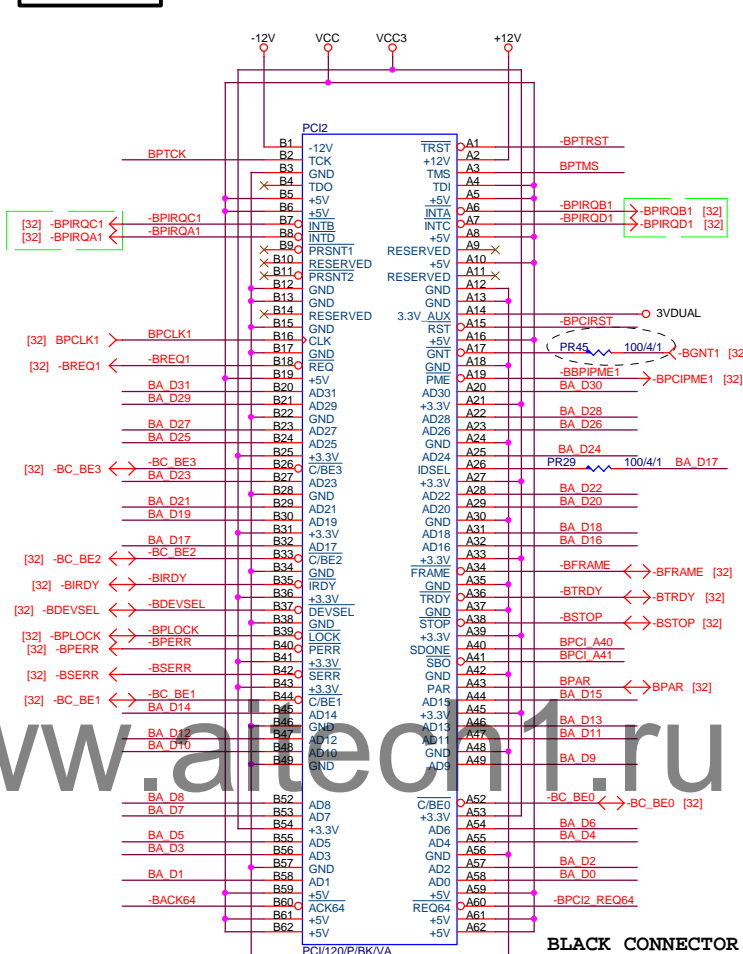 -12V VCC VCC3 +12V
PCI2
B1 -12V TRST A1 -BPTRST
BPTCK B2 TCK +12V A2
B3 GND TMS A3 BPTMS
B4 TDO TDI A4
B5 +5V +5V A5
B6 +5V INTA A6 -BPIRQB1 -BPIRQB1 [32]
[32] -BPIRQC1 -BPIRQC1 B7 INTB INTC A7 -BPIRQD1 -BPIRQD1 [32]
[32] -BPIRQA1 -BPIRQA1 B8 INTD +5V A8
B9 PRSNT1 RESERVED A9
B10 RESERVED +5V A10
B11 PRSNT2 RESERVED A11
B12 GND GND A12
B13 GND GND A13
B14 RESERVED 3.3V_AUX A14 3VDUAL
B15 GND RST A15 -BPCIRST
[32] BPCLK1 BPCLK1 B16 CLK +5V A16
B17 GND GNT A17 PR45 100/4/1 -BGNT1 [32
[32] -BREQ1 -BREQ1 B18 REQ GND A18
B19 +5V PME A19 -BBPIPME1 -BPCIPME1 [32]
BA_D31 B20 AD31 AD30 A20 BA_D30
BA_D29 B21 AD29 +3.3V A21
B22 GND AD28 A22 BA_D28
BA_D27 B23 AD27 AD26 A23 BA_D26
BA_D25 B24 AD25 GND A24
B25 +3.3V AD24 A25 BA_D24
[32] -BC_BE3 -BC_BE3 B26 C/BE3 IDSEL A26 PR29 100/4/1 BA_D17
BA_D23 B27 AD23 +3.3V A27
B28 GND AD22 A28 BA_D22
BA_D21 B29 AD21 AD20 A29 BA_D20
BA_D19 B30 AD19 GND A30
B31 +3.3V AD18 A31 BA_D18
BA_D17 B32 AD17 AD16 A32 BA_D16
[32] -BC_BE2 -BC_BE2 B33 C/BE2 +3.3V A33
B34 GND FRAME A34 -BFRAME -BFRAME [32]
[32] -BIRDY -BIRDY B35 IRDY GND A35
B36 +3.3V TRDY A36 -BTRDY -BTRDY [32]
[32] -BDEVSEL -BDEVSEL B37 DEVSEL GND A37
B38 GND STOP A38 -BSTOP -BSTOP [32]
[32] -BPLOCK -BPLOCK B39 LOCK +3.3V A39
[32] -BPERR -BPERR B40 PERR SDONE A40 BPCI_A40
B41 +3.3V SBO A41 BPCI_A41
[32] -BSERR -BSERR B42 SERR GND A42
B43 +3.3V PAR A43 BPAR BPAR [32]
[32] -BC_BE1 -BC_BE1 B44 C/BE1 AD15 A44 BA_D15
BA_D14 B45 AD14 +3.3V A45
B46 GND AD13 A46 BA_D13
BA_D12 B47 AD12 AD11 A47 BA_D11
BA_D10 B48 AD10 GND A48
B49 GND AD9 A49 BA_D9
ww.aitech1.ru
BA_D8 B52 AD8 C/BE0 A52 -BC_BE0 -BC_BE0 [32]
BA_D7 B53 AD7 +3.3V A53
B54 +3.3V AD6 A54 BA_D6
BA_D5 B55 AD5 AD4 A55 BA_D4
BA_D3 B56 AD3 GND A56
B57 GND AD2 A57 BA_D2
BA_D1 B58 AD1 AD0 A58 BA_D0
B59 +5V +5V A59
-BACK64 B60 ACK64 REQ64 A60 -BPCI2_REQ64
B61 +5V +5V A61
B62 +5V +5V A62
PCI/120/P/BK/VA
BLACK CONNECTOR